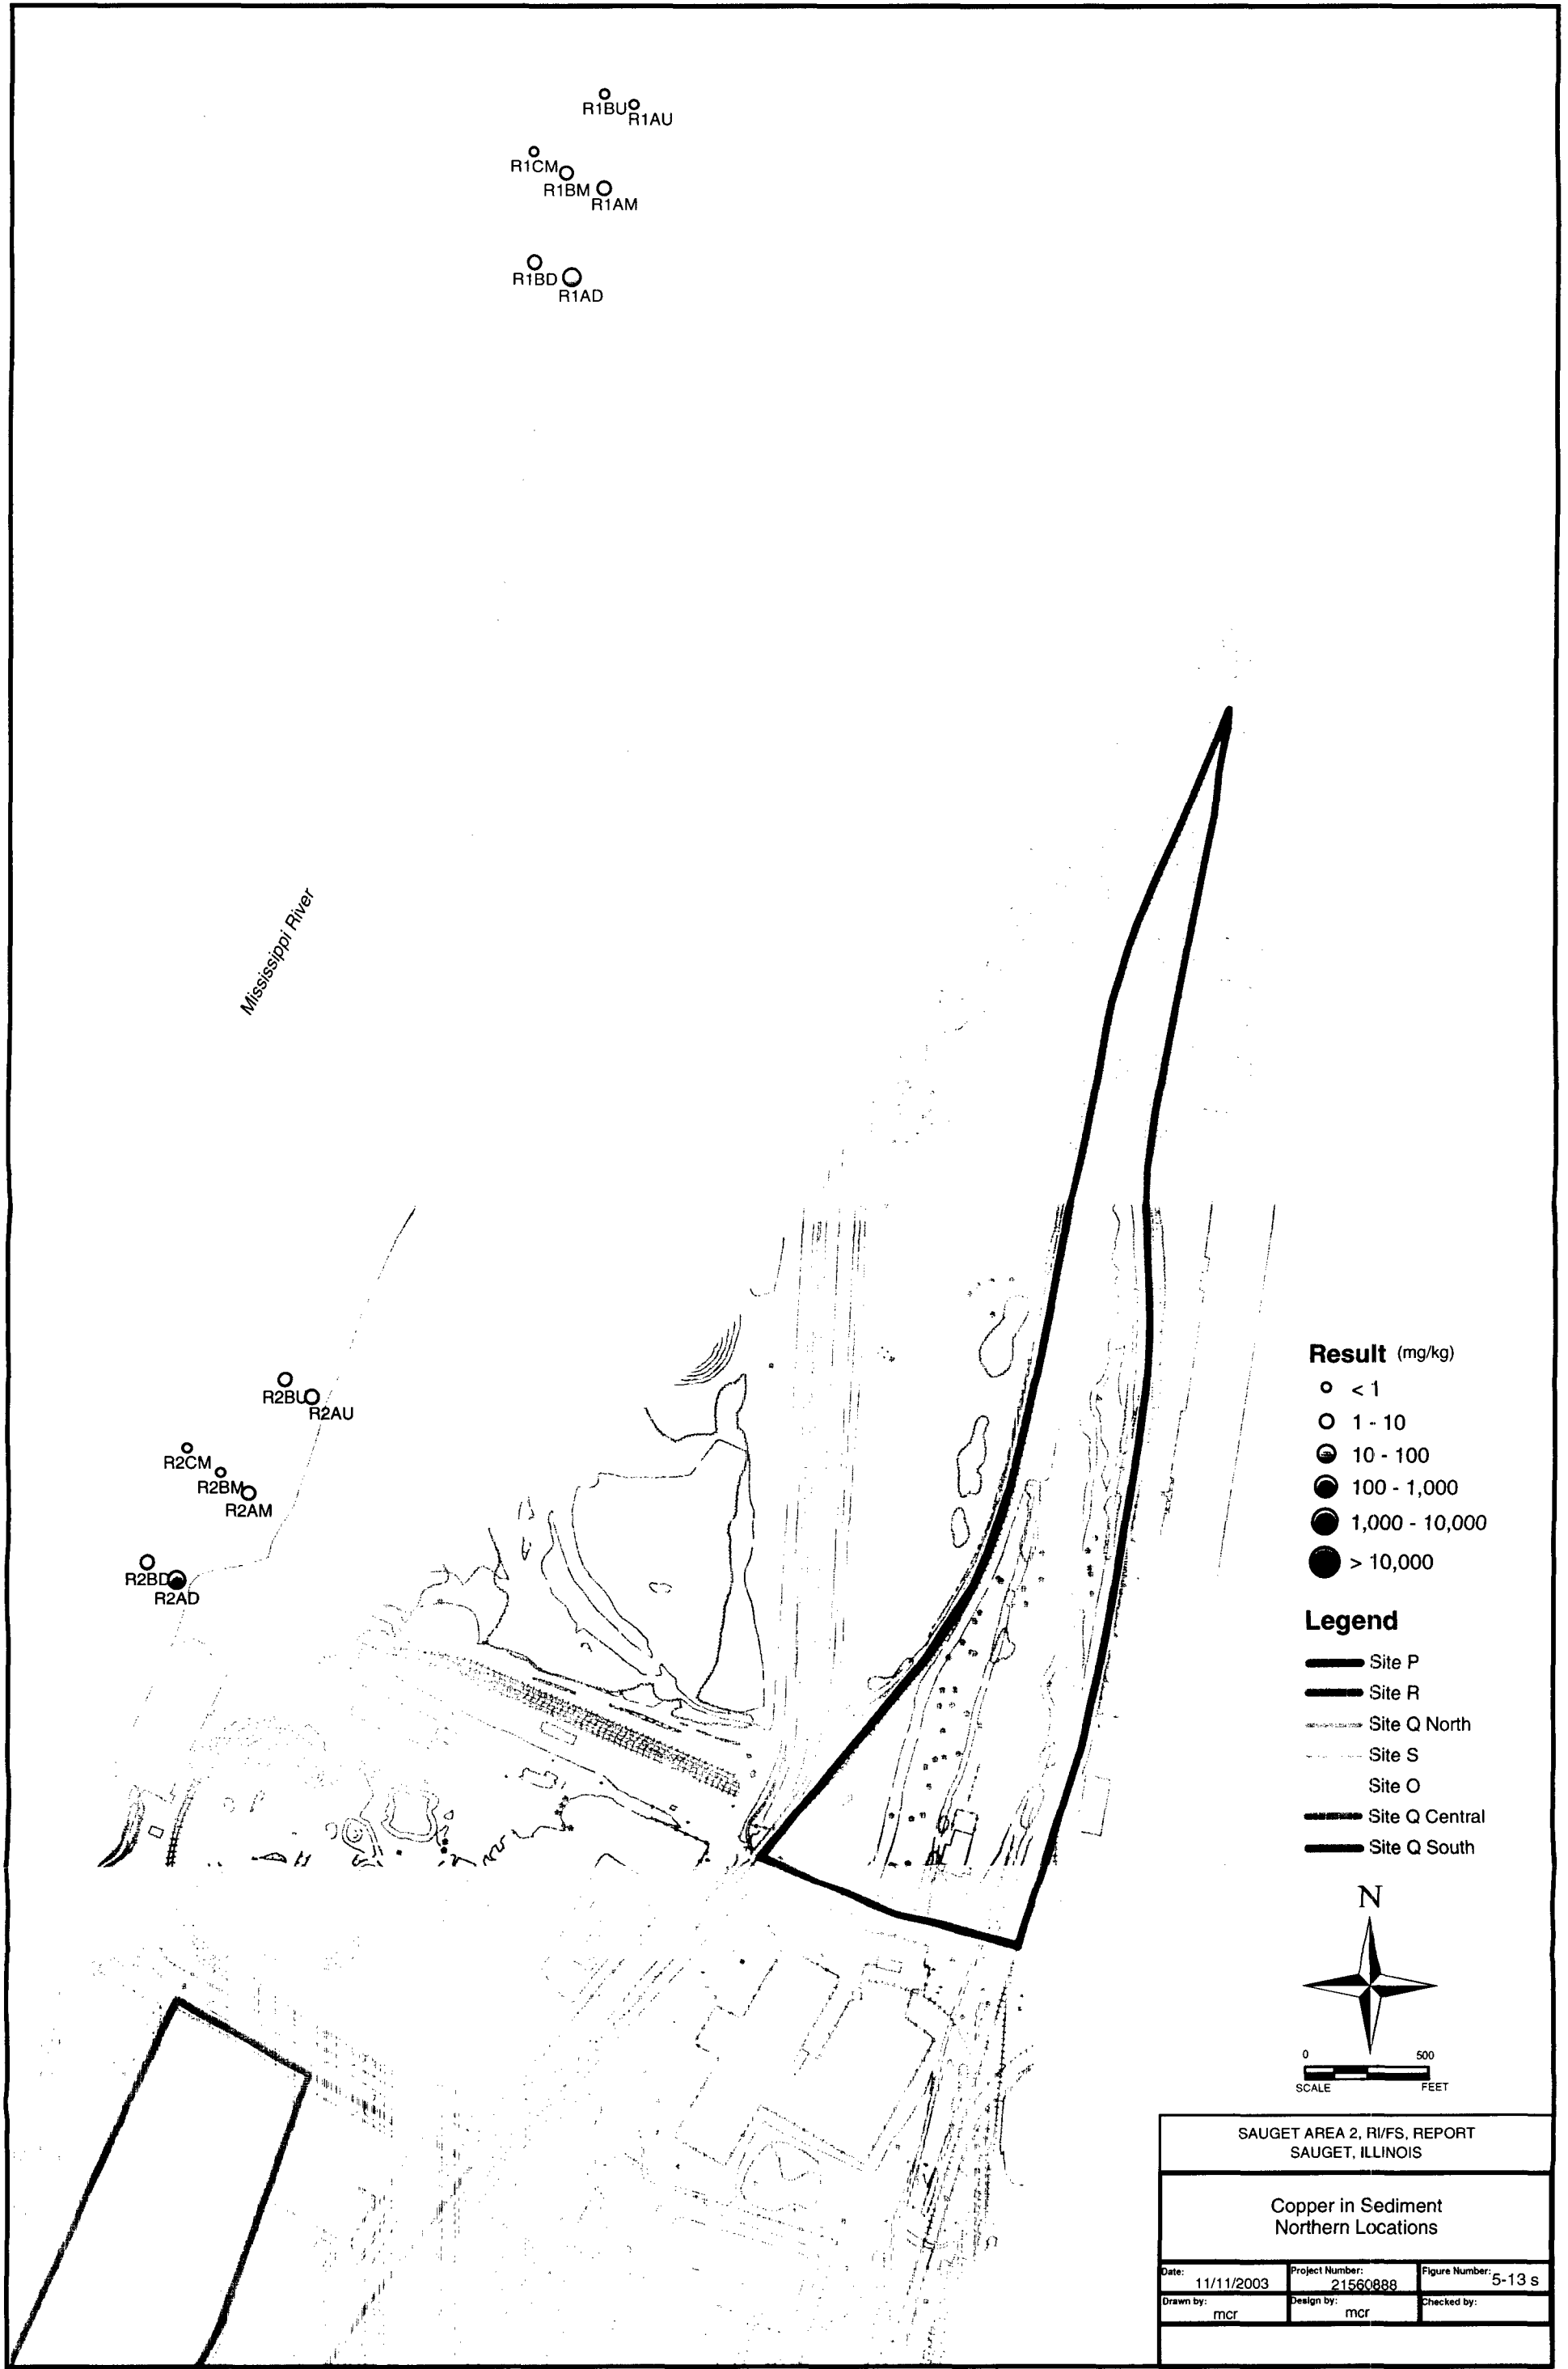 R1BU
R1AU
R1CM
R1BM
R1AM
R1BD
R1AD
Mississippi River
R2BU
R2AU
R2CM
R2BM
R2AM
R2BD
R2AD
Result (mg/kg)
< 1
1 - 10
10 - 100
100 - 1,000
1,000 - 10,000
> 10,000
Legend
Site P
Site R
Site Q North
Site S
Site O
Site Q Central
Site Q South
N
0 500
SCALE FEET
SAUGET AREA 2, RI/FS, REPORT
SAUGET, ILLINOIS
Copper in Sediment
Northern Locations
Date: 11/11/2003
Project Number: 21560888
Figure Number: 5-13 s
Drawn by: mcr
Design by: mcr
Checked by: